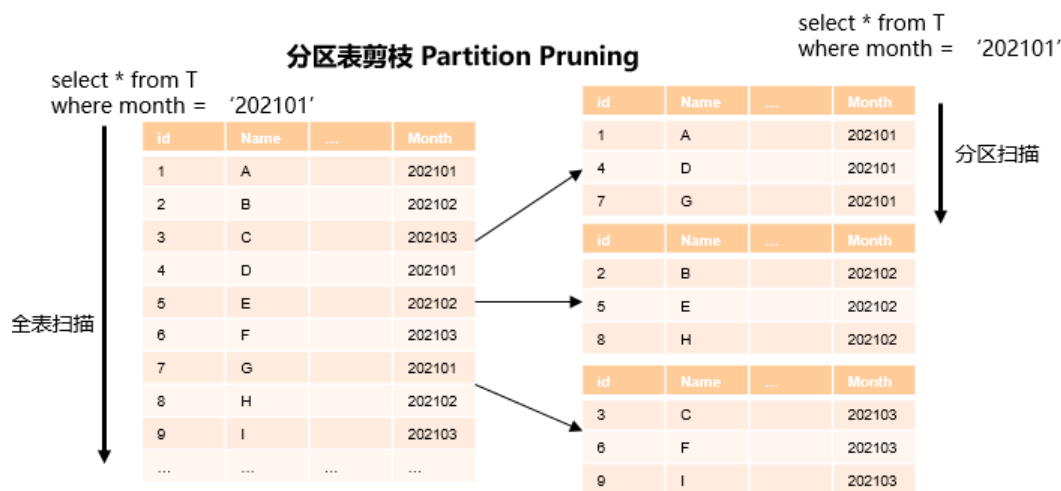 分区表剪枝 Partition Pruning
select * from T
where month = ‘202101’
全表扫描
id Name ... Month
1 A 202101
2 B 202102
3 C 202103
4 D 202101
5 E 202102
6 F 202103
7 G 202101
8 H 202102
9 I 202103
... ... ... ...
select * from T
where month = ‘202101’
分区扫描
id Name ... Month
1 A 202101
4 D 202101
7 G 202101
id Name ... Month
2 B 202102
5 E 202102
8 H 202102
id Name ... Month
3 C 202103
6 F 202103
9 I 202103